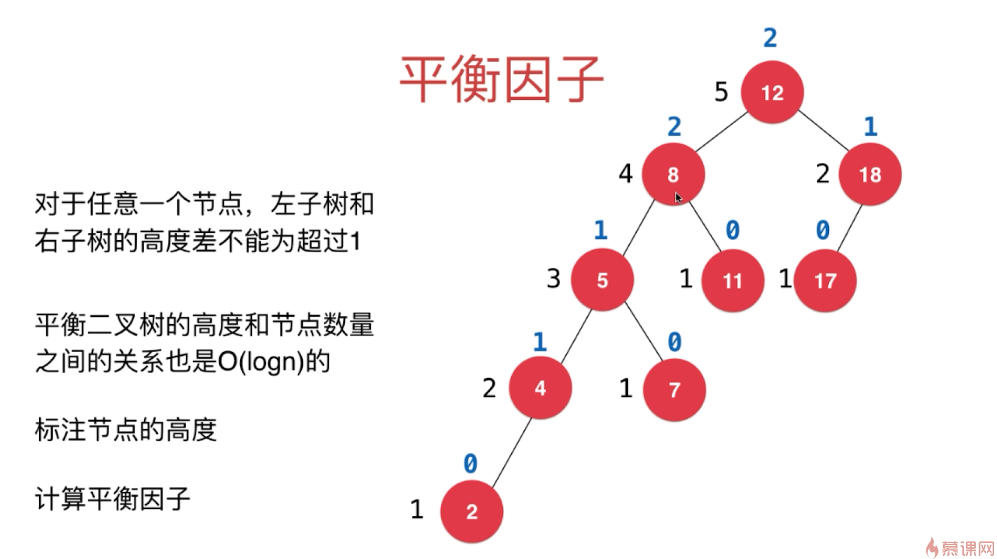 平衡因子
对于任意一个节点，左子树和
右子树的高度差不能为超过1
平衡二叉树的高度和节点数量
之间的关系也是O(logn)的
标注节点的高度
计算平衡因子
2
5 12
2 1
4 8 2 18
1 0 0
3 5 1 11 1 17
1 0
2 4 1 7
0
1 2
慕课网